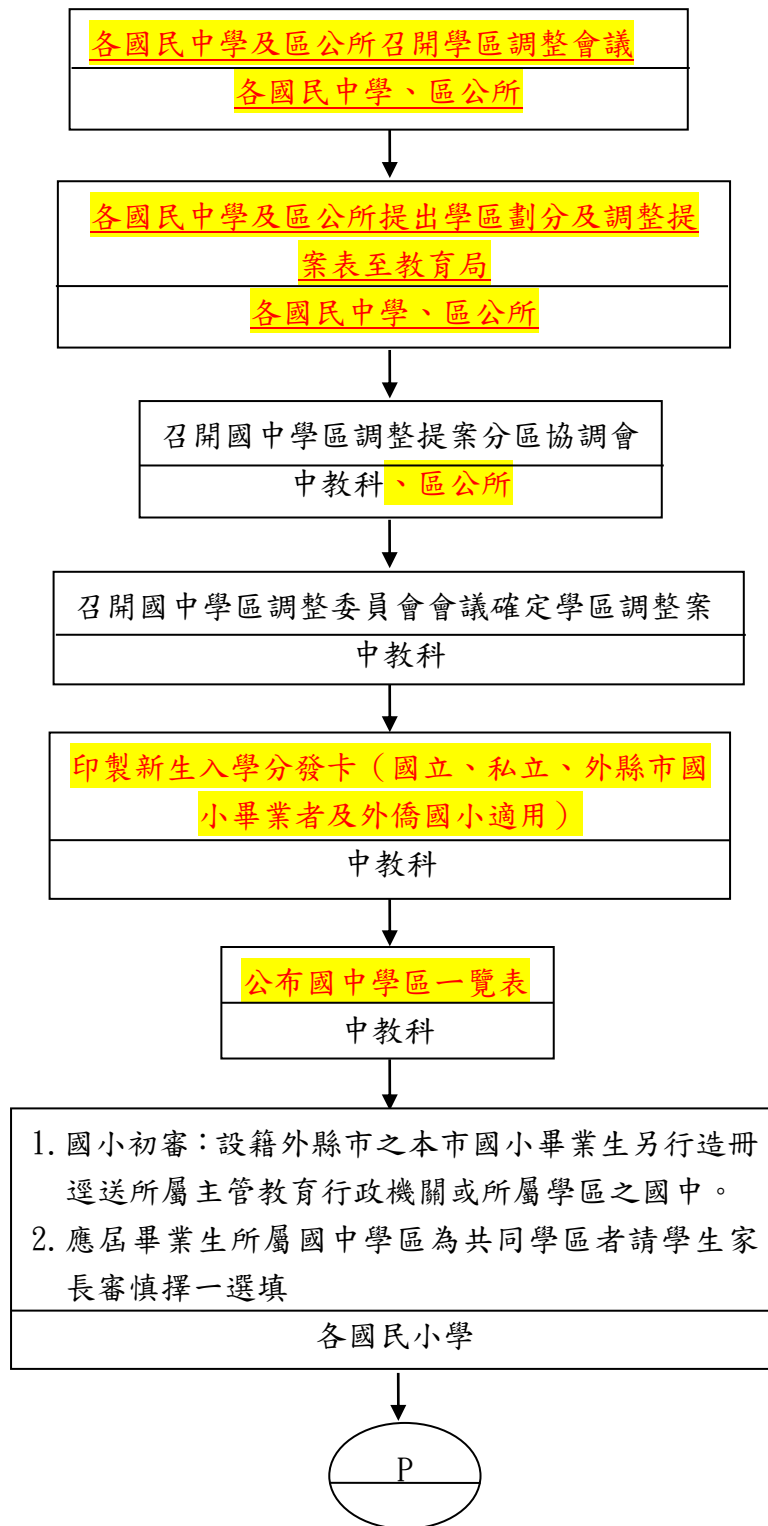 各國民中學及區公所召開學區調整會議
各國民中學、區公所
各國民中學及區公所提出學區劃分及調整提
案表至教育局
各國民中學、區公所
召開國中學區調整提案分區協調會
中教科、區公所
召開國中學區調整委員會會議確定學區調整案
中教科
印製新生入學分發卡（國立、私立、外縣市國
小畢業者及外僑國小適用）
中教科
公布國中學區一覽表
中教科
1. 國小初審：設籍外縣市之本市國小畢業生另行造冊
逕送所屬主管教育行政機關或所屬學區之國中。
2. 應屆畢業生所屬國中學區為共同學區者請學生家
長審慎擇一選填
各國民小學
P